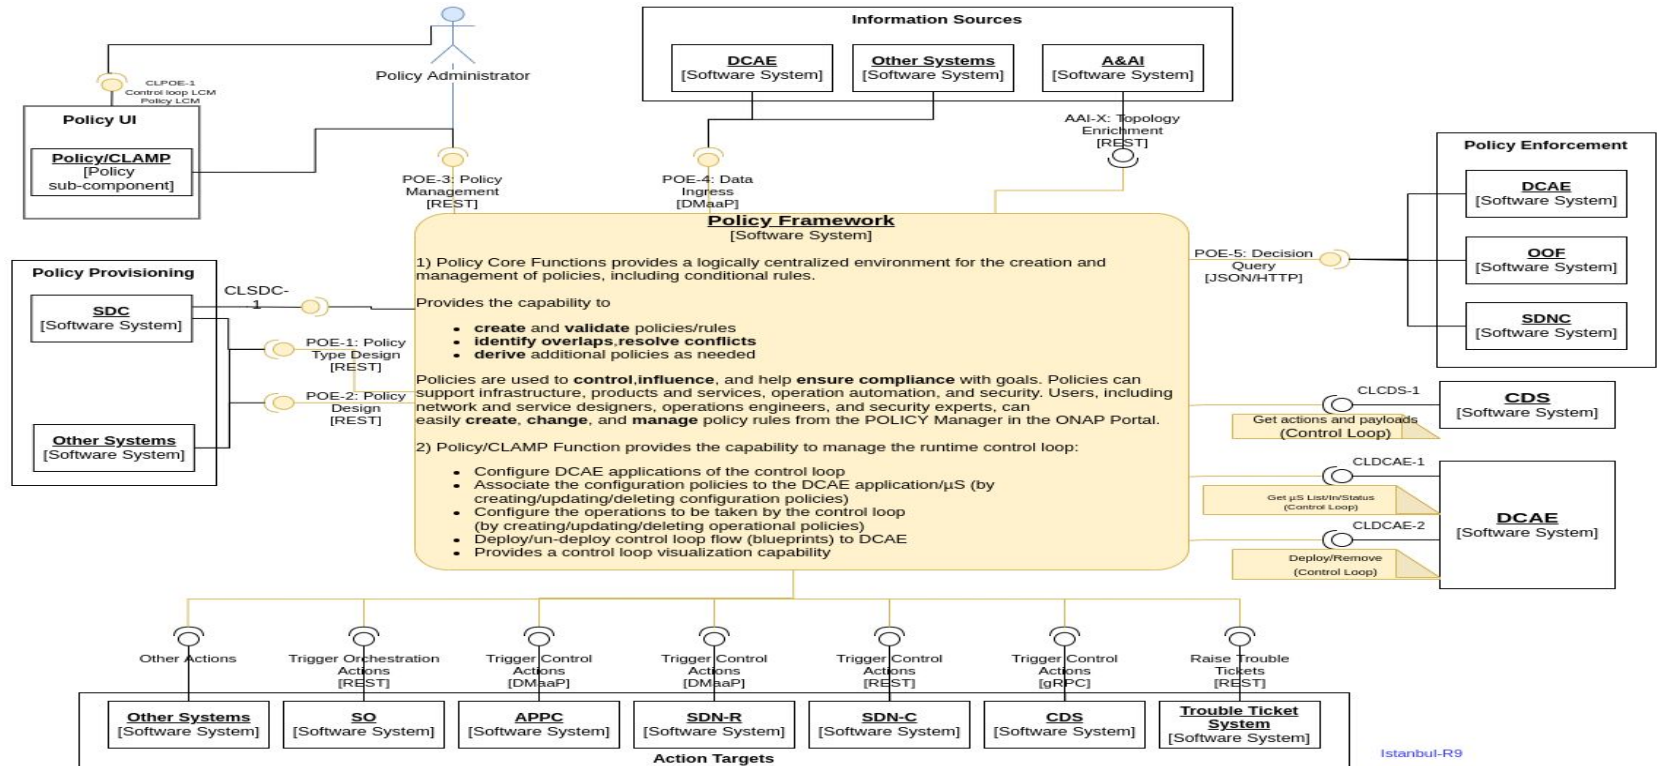 Policy Administrator
CLPOE-1
Control loop LCM
Policy LCM
Policy UI
Policy/CLAMP
[Policy
sub-component]
Information Sources
DCAE
[Software System]
Other Systems
[Software System]
A&AI
[Software System]
POE-3: Policy
Management
[REST]
POE-4: Data
Ingress
[DMaaP]
AAI-X: Topology
Enrichment
[REST]
Policy Enforcement
DCAE
[Software System]
OOF
[Software System]
SDNC
[Software System]
POE-5: Decision
Query
[JSON/HTTP]
Policy Provisioning
SDC
[Software System]
Other Systems
[Software System]
CLSDC-
1
POE-1: Policy
Type Design
[REST]
POE-2: Policy
Design
[REST]
Policy Framework
[Software System]
1) Policy Core Functions provides a logically centralized environment for the creation and
management of policies, including conditional rules.
Provides the capability to
• create and validate policies/rules
• identify overlaps,resolve conflicts
• derive additional policies as needed
Policies are used to control,influence, and help ensure compliance with goals. Policies can
support infrastructure, products and services, operation automation, and security. Users, including
network and service designers, operations engineers, and security experts, can
easily create, change, and manage policy rules from the POLICY Manager in the ONAP Portal.
2) Policy/CLAMP Function provides the capability to manage the runtime control loop:
• Configure DCAE applications of the control loop
• Associate the configuration policies to the DCAE application/µS (by
creating/updating/deleting configuration policies)
• Configure the operations to be taken by the control loop
(by creating/updating/deleting operational policies)
• Deploy/un-deploy control loop flow (blueprints) to DCAE
• Provides a control loop visualization capability
CLCDS-1
Get actions and payloads
(Control Loop)
CDS
[Software System]
CLDCAE-1
Get µS List/In/Status
(Control Loop)
CLDCAE-2
Deploy/Remove
(Control Loop)
DCAE
[Software System]
Other Actions
Trigger Orchestration
Actions
[REST]
Trigger Control
Actions
[DMaaP]
Trigger Control
Actions
[DMaaP]
Trigger Control
Actions
[REST]
Trigger Control
Actions
[gRPC]
Raise Trouble
Tickets
[REST]
Other Systems
[Software System]
SO
[Software System]
APPC
[Software System]
SDN-R
[Software System]
SDN-C
[Software System]
CDS
[Software System]
Trouble Ticket
System
[Software System]
Action Targets
Istanbul-R9